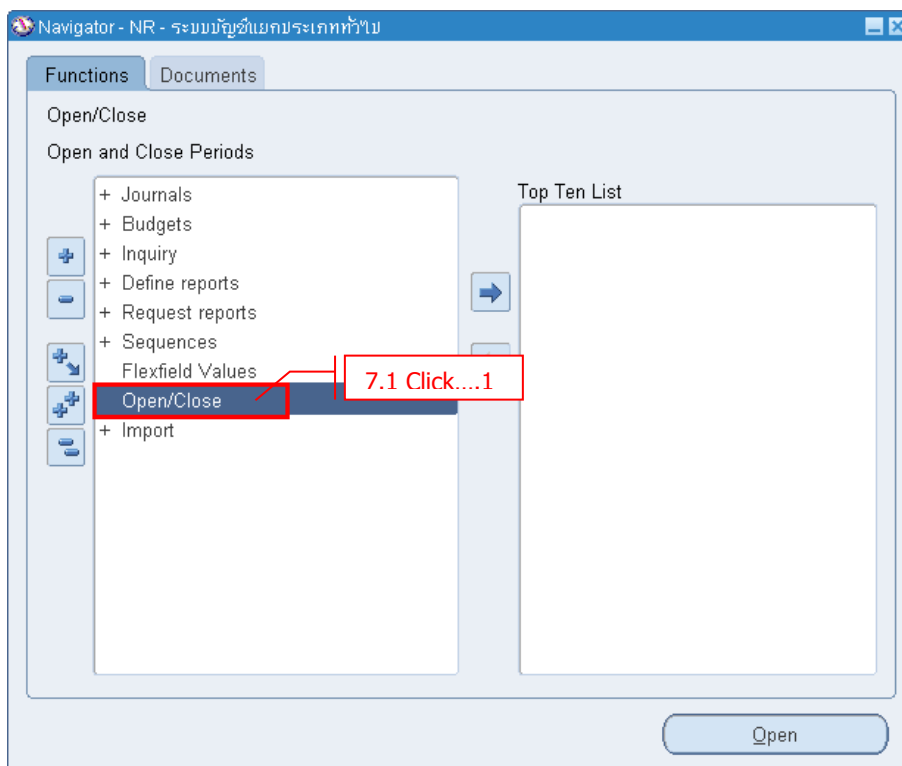 Navigator - NR - ระบบบัญชีแยกประเภททั่วไป
Functions Documents
Open/Close
Open and Close Periods
Top Ten List
+ Journals
+ Budgets
+ Inquiry
+ Define reports
+ Request reports
+ Sequences
Flexfield Values
7.1 Click....1
Open/Close
+ Import
Open